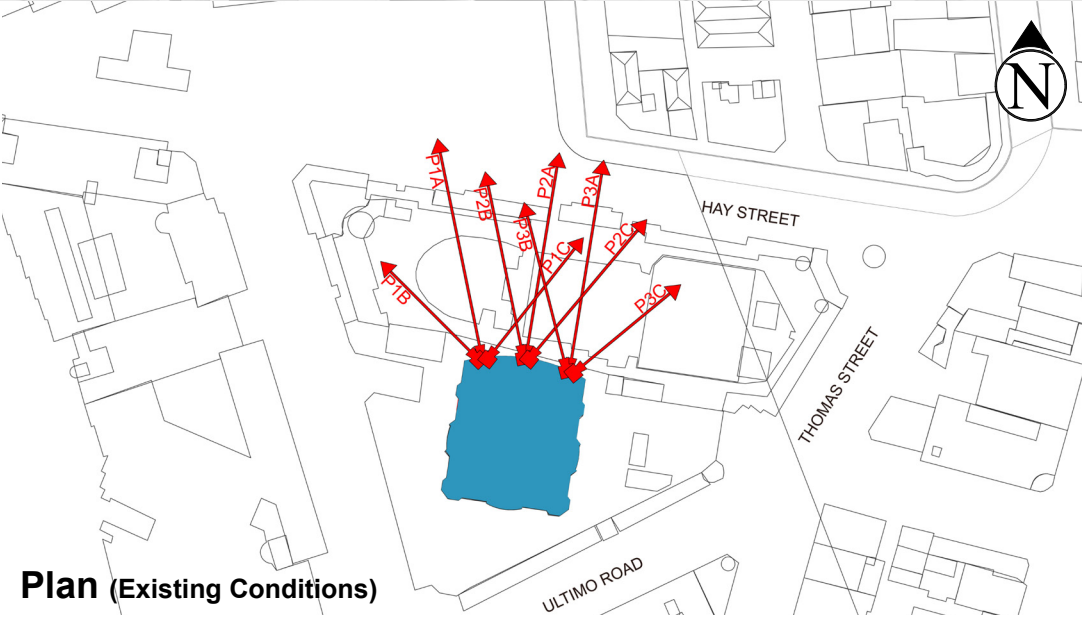 N
P1A
P2B
P2A
P3A
P3B
P1C
P2C
P1B
P3C
HAY STREET
THOMAS STREET
ULTIMO ROAD
Plan (Existing Conditions)